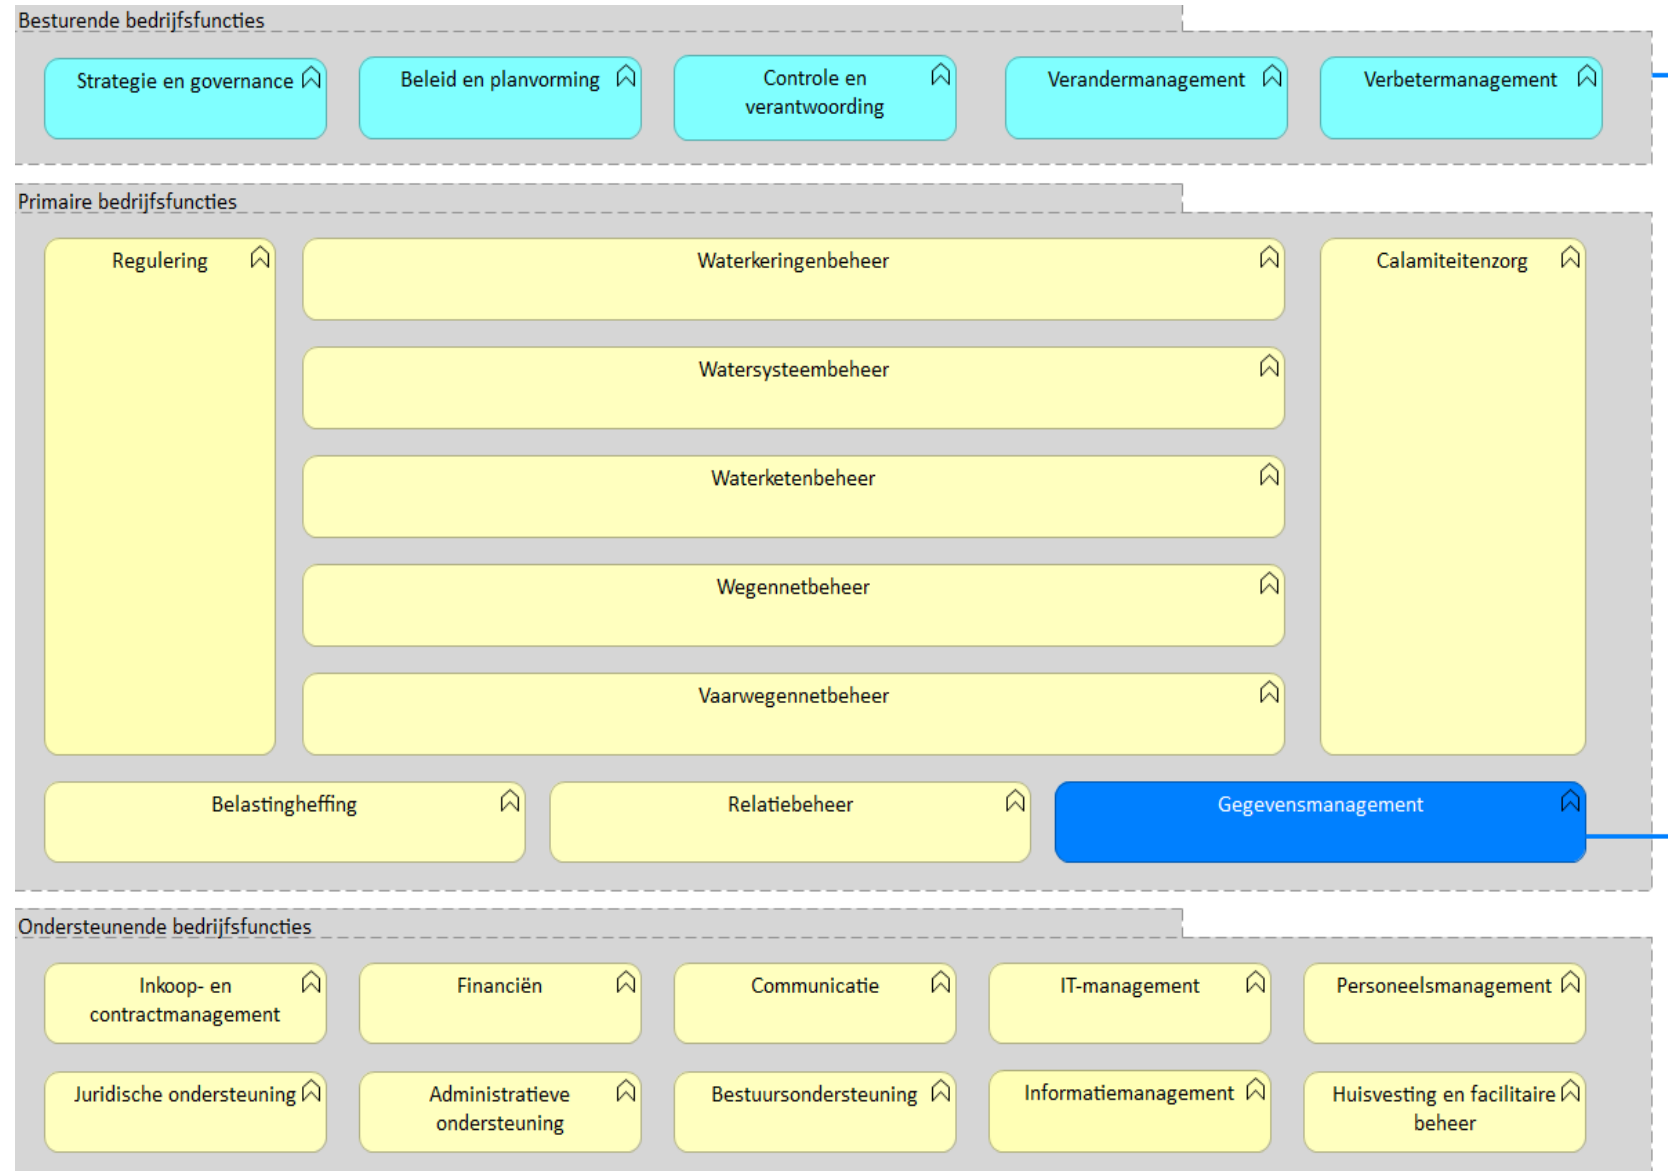 Besturende bedrijfsfuncties
Strategie en governance
Beleid en planvorming
Controle en
verantwoording
Verandermanagement
Verbetermanagement
Primaire bedrijfsfuncties
Regulering
Waterkeringenbeheer
Calamiteitenzorg
Watersysteembeheer
Waterketenbeheer
Wegennetbeheer
Vaarwegennetbeheer
Belastingheffing
Relatiebeheer
Gegevensmanagement
Ondersteunende bedrijfsfuncties
Inkoop- en
contractmanagement
Financiën
Communicatie
IT-management
Personeelsmanagement
Juridische ondersteuning
Administratieve
ondersteuning
Bestuursondersteuning
Informatiemanagement
Huisvesting en facilitaire
beheer